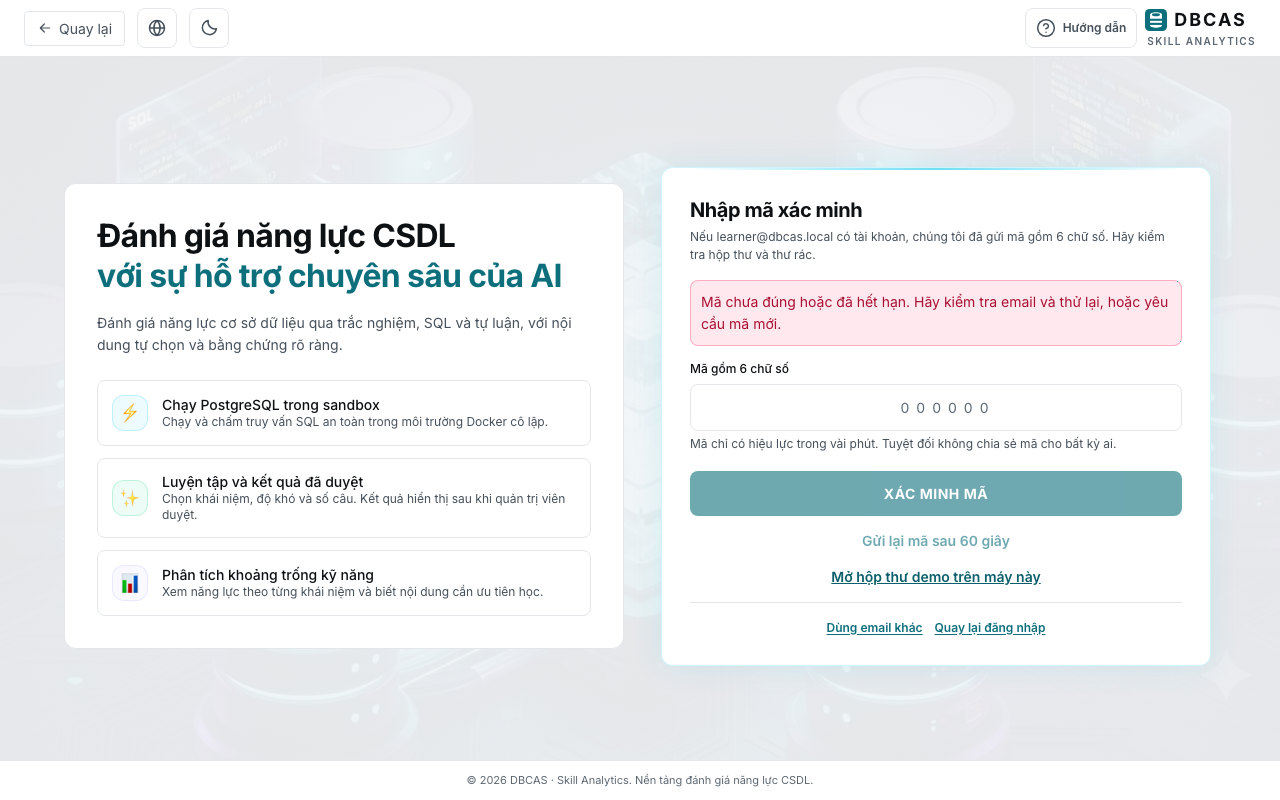 Quay lại
Hướng dẫn
DBCAS
SKILL ANALYTICS
SQL
Đánh giá năng lực CSDL
với sự hỗ trợ chuyên sâu của AI
Đánh giá năng lực cơ sở dữ liệu qua trắc nghiệm, SQL và tự luận, với nội
dung tự chọn và bằng chứng rõ ràng.
Chạy PostgreSQL trong sandbox
Chạy và chấm truy vấn SQL an toàn trong môi trường Docker cô lập.
Luyện tập và kết quả đã duyệt
Chọn khái niệm, độ khó và số câu. Kết quả hiển thị sau khi quản trị viên
duyệt.
Phân tích khoảng trống kỹ năng
Xem năng lực theo từng khái niệm và biết nội dung cần ưu tiên học.
Nhập mã xác minh
Nếu learner@dbcas.local có tài khoản, chúng tôi đã gửi mã gồm 6 chữ số. Hãy kiểm
tra hộp thư và thư rác.
Mã chưa đúng hoặc đã hết hạn. Hãy kiểm tra email và thử lại, hoặc yêu
cầu mã mới.
Mã gồm 6 chữ số
000000
Mã chỉ có hiệu lực trong vài phút. Tuyệt đối không chia sẻ mã cho bất kỳ ai.
XÁC MINH MÃ
Gửi lại mã sau 60 giây
Mở hộp thư demo trên máy này
Dùng email khác Quay lại đăng nhập
© 2026 DBCAS · Skill Analytics. Nền tảng đánh giá năng lực CSDL.